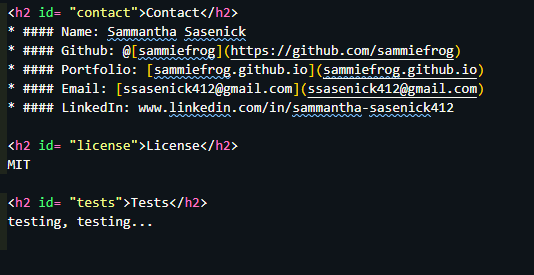 <h2 id= "contact">Contact</h2>
* #### Name: Sammantha Sasenick
* #### Github: @[sammiefrog](https://github.com/sammiefrog)
* #### Portfolio: [sammiefrog.github.io](sammiefrog.github.io)
* #### Email: [ssasenick412@gmail.com](ssasenick412@gmail.com)
* #### LinkedIn: www.linkedin.com/in/sammantha-sasenick412
<h2 id= "license">License</h2>
MIT
<h2 id= "tests">Tests</h2>
testing, testing...